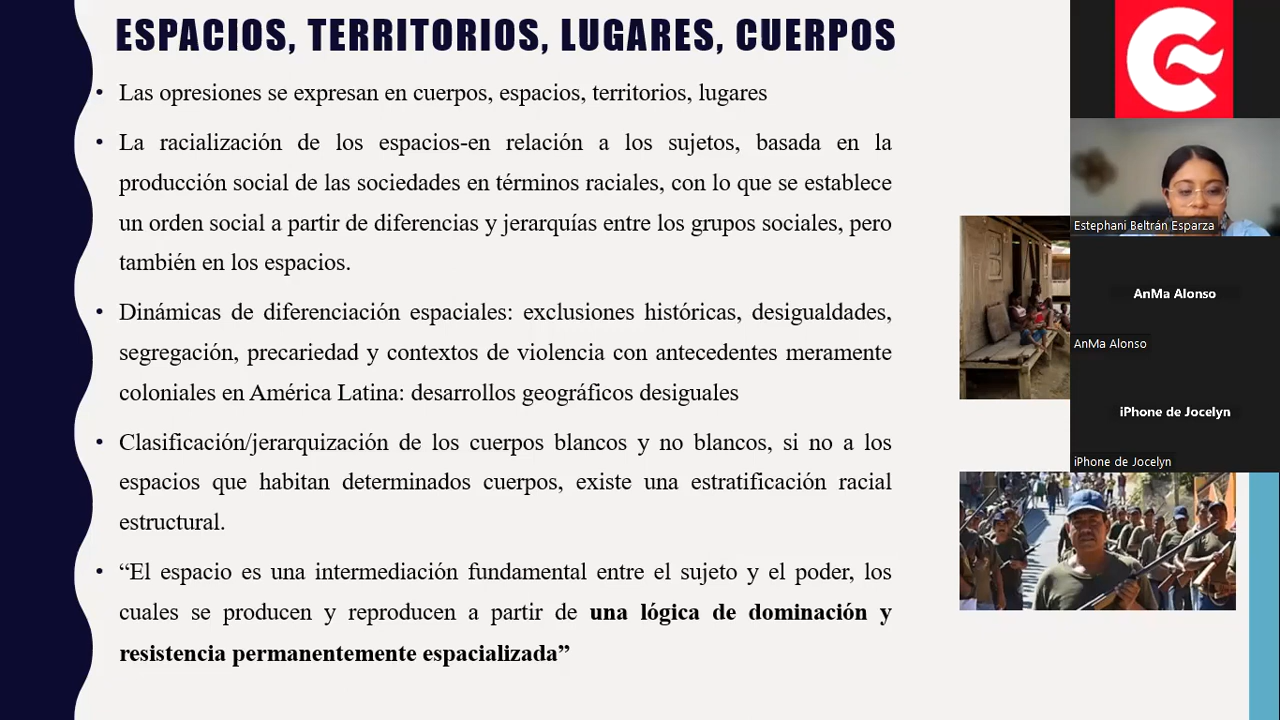 ESPACIOS, TERRITORIOS, LUGARES, CUERPOS
• Las opresiones se expresan en cuerpos, espacios, territorios, lugares
• La racialización de los espacios-en relación a los sujetos, basada en la
producción social de las sociedades en términos raciales, con lo que se establece
un orden social a partir de diferencias y jerarquías entre los grupos sociales, pero
también en los espacios.
• Dinámicas de diferenciación espaciales: exclusiones históricas, desigualdades,
segregación, precariedad y contextos de violencia con antecedentes meramente
coloniales en América Latina: desarrollos geográficos desiguales
• Clasificación/jerarquización de los cuerpos blancos y no blancos, si no a los
espacios que habitan determinados cuerpos, existe una estratificación racial
estructural.
• “El espacio es una intermediación fundamental entre el sujeto y el poder, los
cuales se producen y reproducen a partir de una lógica de dominación y
resistencia permanentemente espacializada”
Estephani Beltrán Esparza
AnMa Alonso
AnMa Alonso
iPhone de Jocelyn
iPhone de Jocelyn